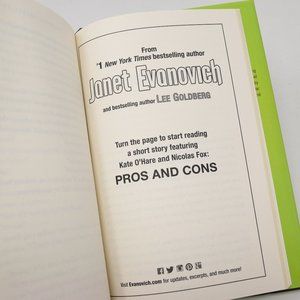 From
#1 New York Times bestselling author
Janet Evanovich
and bestselling author LEE GOLDBERG
Turn the page to start reading
a short story featuring
Kate O'Hare and Nicolas Fox:
PROS AND CONS
Visit Evanovich.com for updates, excerpts, and much more!